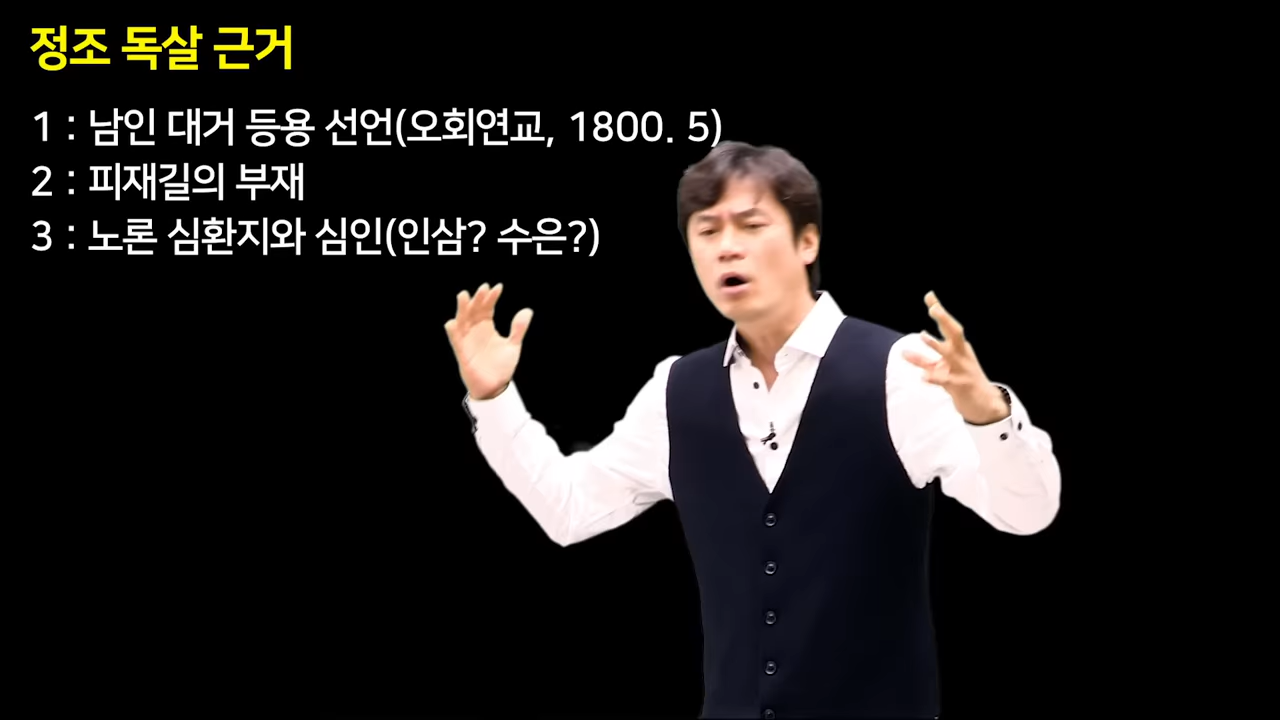 정조 독살 근거
1 : 남인 대거 등용 선언(오회연교, 1800. 5)
2 : 피재길의 부재
3 : 노론 심환지와 심인(인삼? 수은?)